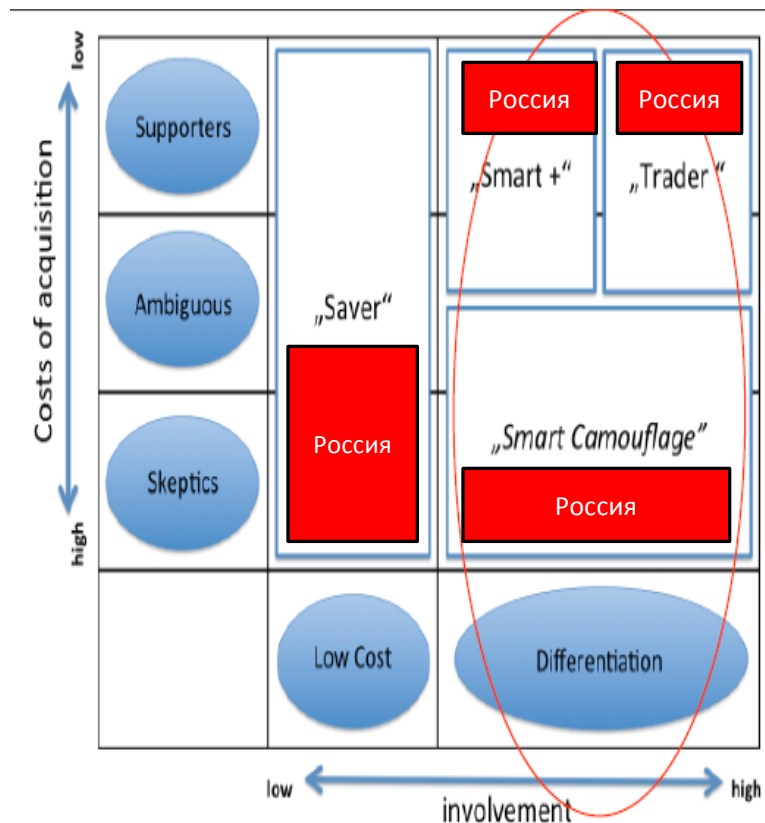 low
Costs of acquisition
high
Supporters
Ambiguous
Skeptics
„Saver“
Россия
Россия
„Smart +“
Россия
„Trader “
„Smart Camouflage”
Россия
Low Cost
Differentiation
low
involvement
high